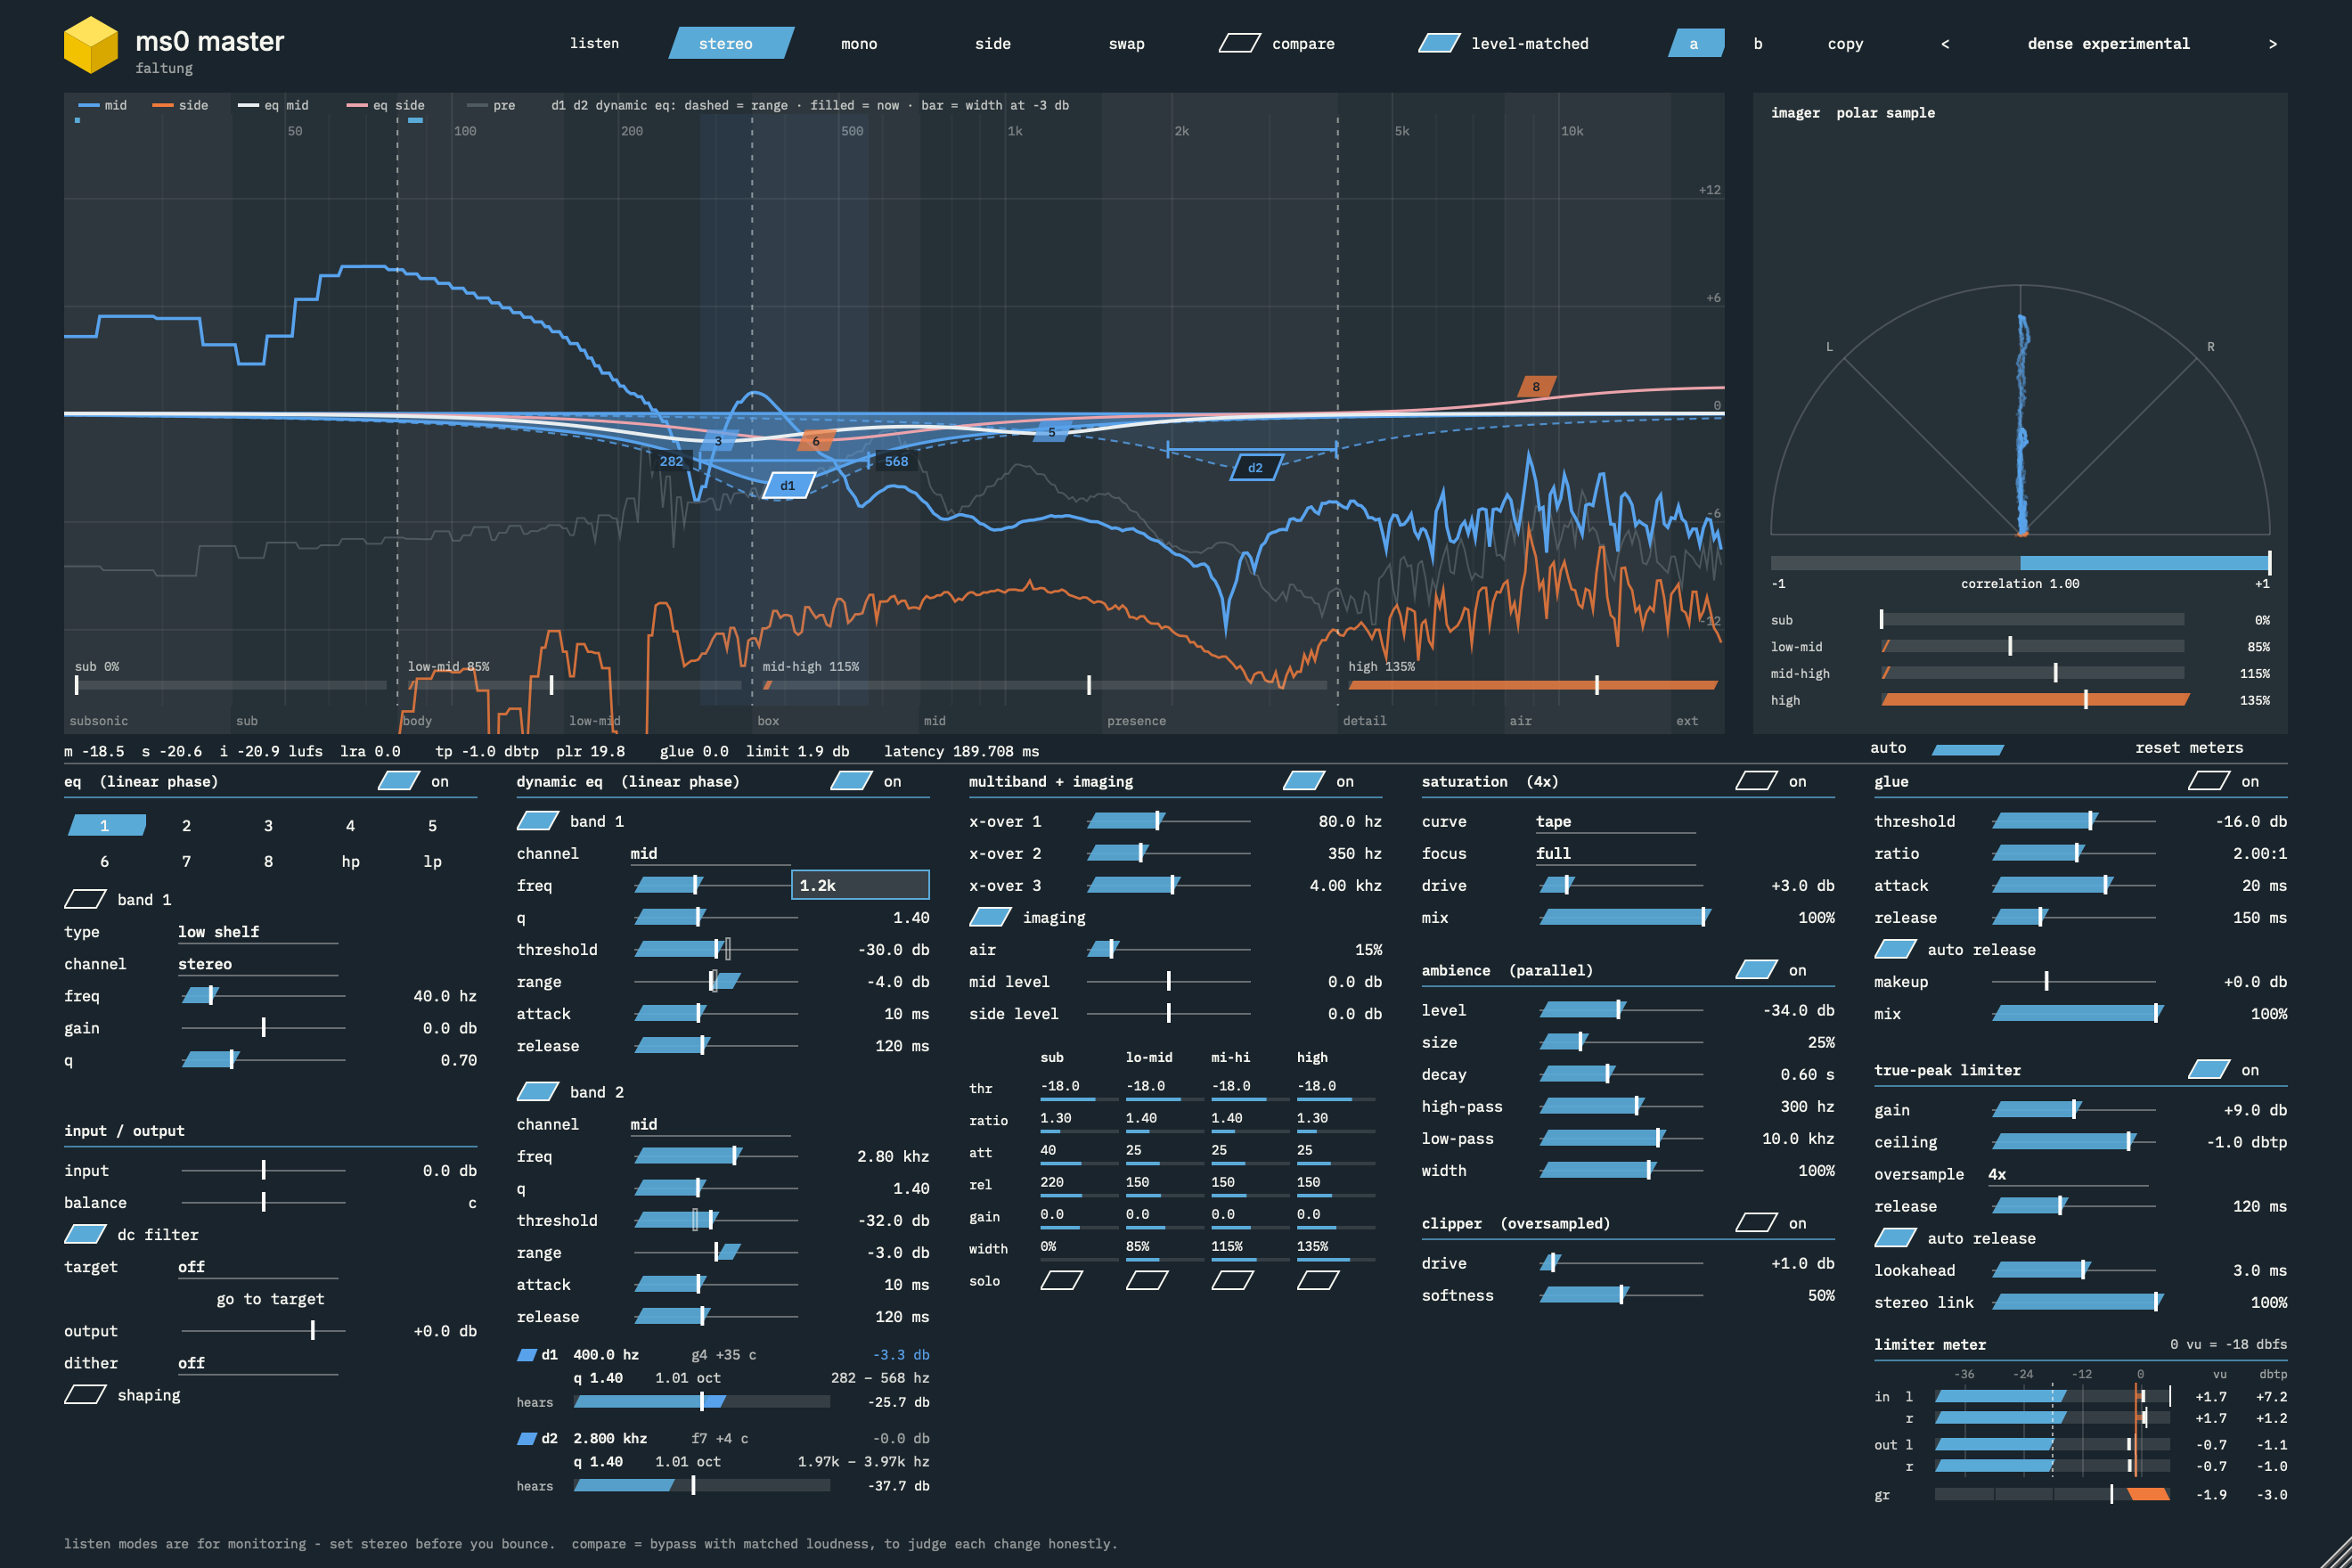 ms0 master
faltung
listen stereo mono side swap compare level-matched a b copy < dense experimental >
mid side eq mid eq side pre d1 d2 dynamic eq: dashed = range · filled = now · bar = width at -3 db
50 100 200 500 1k 2k 5k 10k
+12
+6
0
-6
-12
3 6 5 8
282 568
d1 d2
sub 0% low-mid 85% mid-high 115% high 135%
subsonic sub body low-mid box mid presence detail air ext
imager polar sample
L R
-1 correlation 1.00 +1
sub 0%
low-mid 85%
mid-high 115%
high 135%
m -18.5 s -20.6 i -20.9 lufs lra 0.0 tp -1.0 dbtp plr 19.8 glue 0.0 limit 1.9 db latency 189.708 ms
auto reset meters
eq (linear phase) on
1 2 3 4 5
6 7 8 hp lp
band 1
type low shelf
channel stereo
freq 40.0 hz
gain 0.0 db
q 0.70
input / output
input 0.0 db
balance c
dc filter
target off
go to target
output +0.0 db
dither off
shaping
dynamic eq (linear phase) on
band 1
channel mid
freq 1.2k
q 1.40
threshold -30.0 db
range -4.0 db
attack 10 ms
release 120 ms
band 2
channel mid
freq 2.80 khz
q 1.40
threshold -32.0 db
range -3.0 db
attack 10 ms
release 120 ms
d1 400.0 hz g4 +35 c -3.3 db
q 1.40 1.01 oct 282 – 568 hz
hears -25.7 db
d2 2.800 khz f7 +4 c -0.0 db
q 1.40 1.01 oct 1.97k – 3.97k hz
hears -37.7 db
multiband + imaging on
x-over 1 80.0 hz
x-over 2 350 hz
x-over 3 4.00 khz
imaging
air 15%
mid level 0.0 db
side level 0.0 db
sub lo-mid mi-hi high
thr -18.0 -18.0 -18.0 -18.0
ratio 1.30 1.40 1.40 1.30
att 40 25 25 25
rel 220 150 150 150
gain 0.0 0.0 0.0 0.0
width 0% 85% 115% 135%
solo
saturation (4x) on
curve tape
focus full
drive +3.0 db
mix 100%
ambience (parallel) on
level -34.0 db
size 25%
decay 0.60 s
high-pass 300 hz
low-pass 10.0 khz
width 100%
clipper (oversampled) on
drive +1.0 db
softness 50%
glue on
threshold -16.0 db
ratio 2.00:1
attack 20 ms
release 150 ms
auto release
makeup +0.0 db
mix 100%
true-peak limiter on
gain +9.0 db
ceiling -1.0 dbtp
oversample 4x
release 120 ms
auto release
lookahead 3.0 ms
stereo link 100%
limiter meter 0 vu = -18 dbfs
-36 -24 -12 0 vu dbtp
in l +1.7 +7.2
r +1.7 +1.2
out l -0.7 -1.1
r -0.7 -1.0
gr -1.9 -3.0
listen modes are for monitoring - set stereo before you bounce. compare = bypass with matched loudness, to judge each change honestly.